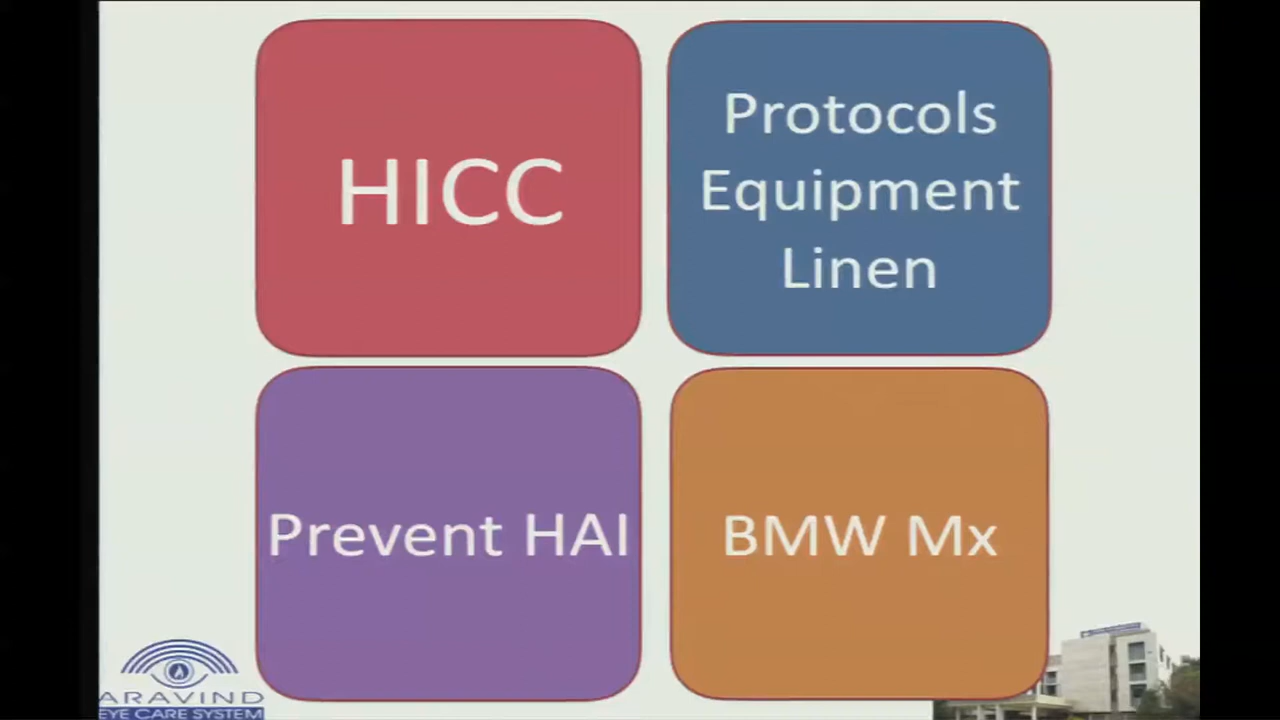 HICC
Protocols
Equipment
Linen
Prevent HAI
BMW Mx
ARAVIND
EYE CARE SYSTEM